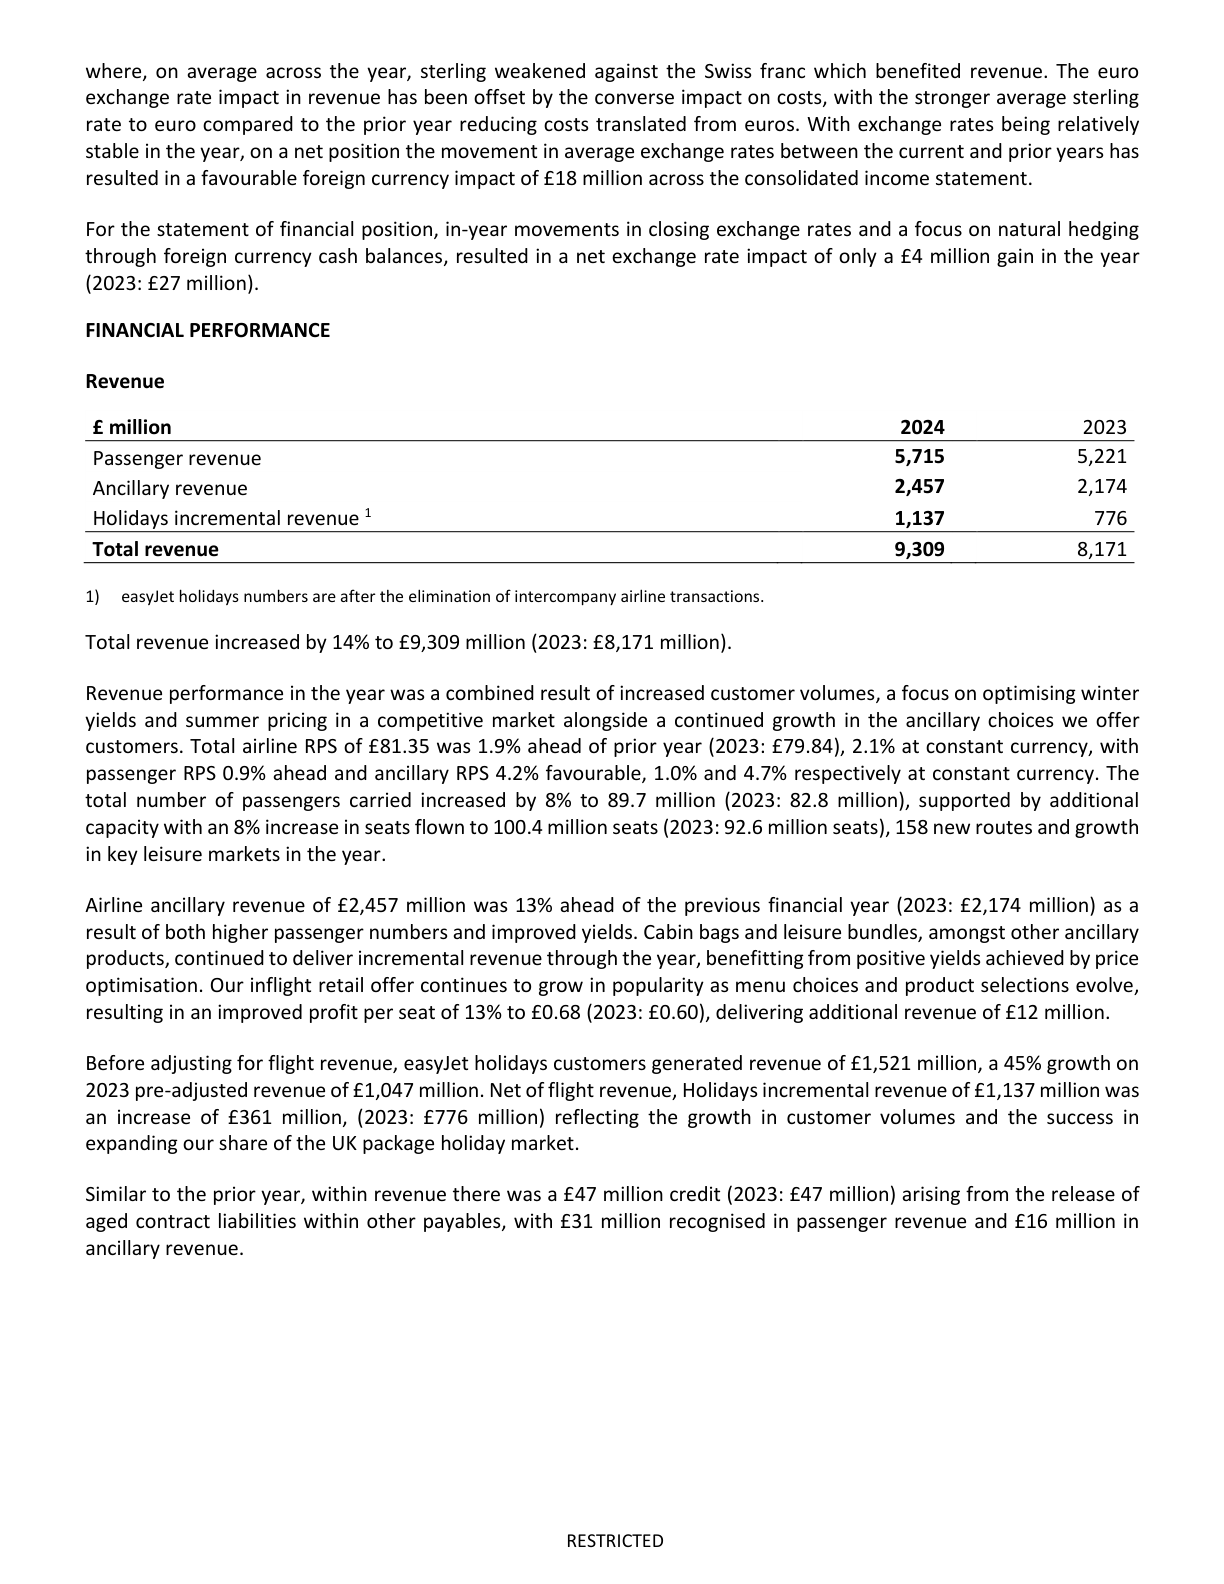 where, on average across the year, sterling weakened against the Swiss franc which benefited revenue. The euro
exchange rate impact in revenue has been offset by the converse impact on costs, with the stronger average sterling
rate to euro compared to the prior year reducing costs translated from euros. With exchange rates being relatively
stable in the year, on a net position the movement in average exchange rates between the current and prior years has
resulted in a favourable foreign currency impact of £18 million across the consolidated income statement.
For the statement of financial position, in-year movements in closing exchange rates and a focus on natural hedging
through foreign currency cash balances, resulted in a net exchange rate impact of only a £4 million gain in the year
(2023: £27 million).
FINANCIAL PERFORMANCE
Revenue
£ million 2024 2023
Passenger revenue 5,715 5,221
Ancillary revenue 2,457 2,174
Holidays incremental revenue 1 1,137 776
Total revenue 9,309 8,171
1) easyJet holidays numbers are after the elimination of intercompany airline transactions.
Total revenue increased by 14% to £9,309 million (2023: £8,171 million).
Revenue performance in the year was a combined result of increased customer volumes, a focus on optimising winter
yields and summer pricing in a competitive market alongside a continued growth in the ancillary choices we offer
customers. Total airline RPS of £81.35 was 1.9% ahead of prior year (2023: £79.84), 2.1% at constant currency, with
passenger RPS 0.9% ahead and ancillary RPS 4.2% favourable, 1.0% and 4.7% respectively at constant currency. The
total number of passengers carried increased by 8% to 89.7 million (2023: 82.8 million), supported by additional
capacity with an 8% increase in seats flown to 100.4 million seats (2023: 92.6 million seats), 158 new routes and growth
in key leisure markets in the year.
Airline ancillary revenue of £2,457 million was 13% ahead of the previous financial year (2023: £2,174 million) as a
result of both higher passenger numbers and improved yields. Cabin bags and leisure bundles, amongst other ancillary
products, continued to deliver incremental revenue through the year, benefitting from positive yields achieved by price
optimisation. Our inflight retail offer continues to grow in popularity as menu choices and product selections evolve,
resulting in an improved profit per seat of 13% to £0.68 (2023: £0.60), delivering additional revenue of £12 million.
Before adjusting for flight revenue, easyJet holidays customers generated revenue of £1,521 million, a 45% growth on
2023 pre-adjusted revenue of £1,047 million. Net of flight revenue, Holidays incremental revenue of £1,137 million was
an increase of £361 million, (2023: £776 million) reflecting the growth in customer volumes and the success in
expanding our share of the UK package holiday market.
Similar to the prior year, within revenue there was a £47 million credit (2023: £47 million) arising from the release of
aged contract liabilities within other payables, with £31 million recognised in passenger revenue and £16 million in
ancillary revenue.
RESTRICTED